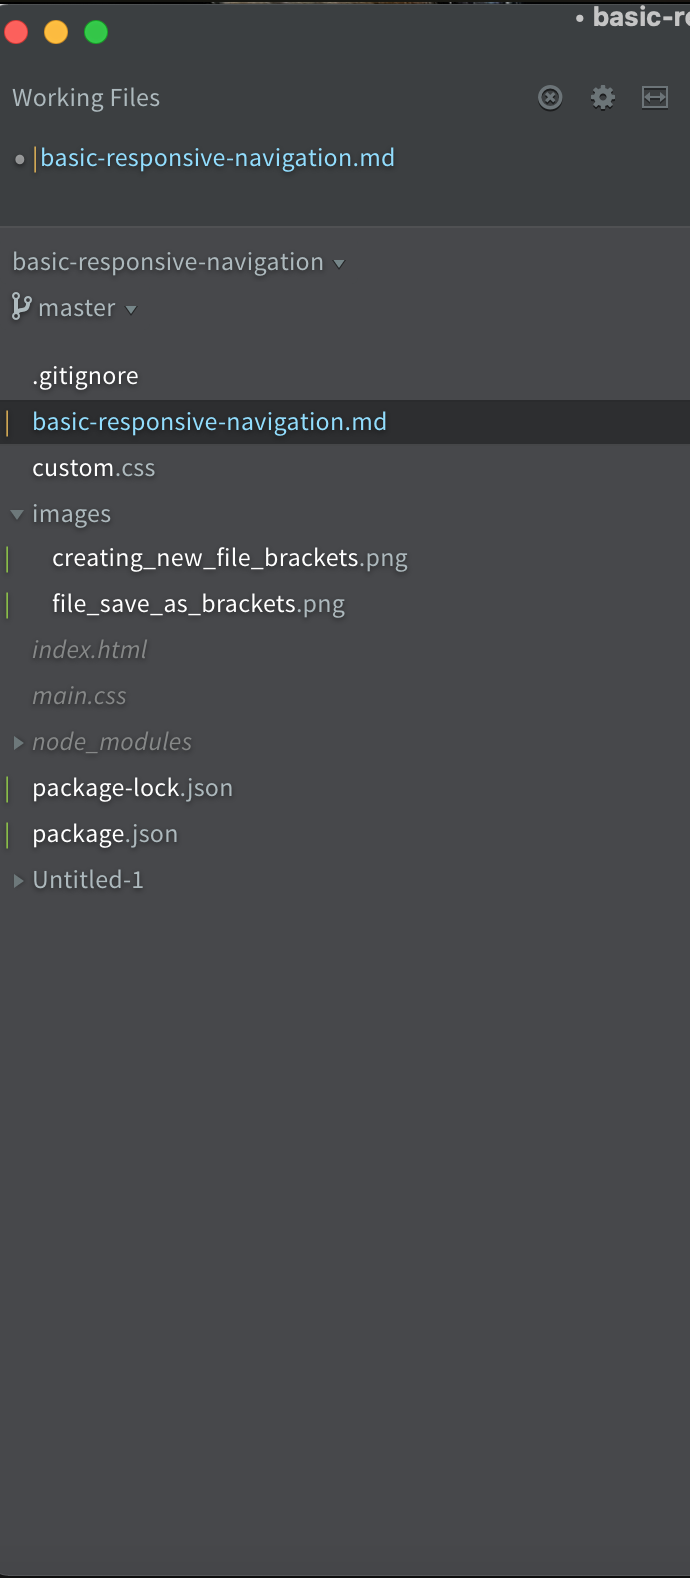 • basic-re
Working Files
basic-responsive-navigation.md
basic-responsive-navigation
master
.gitignore
basic-responsive-navigation.md
custom.css
images
creating_new_file_brackets.png
file_save_as_brackets.png
index.html
main.css
node_modules
package-lock.json
package.json
Untitled-1